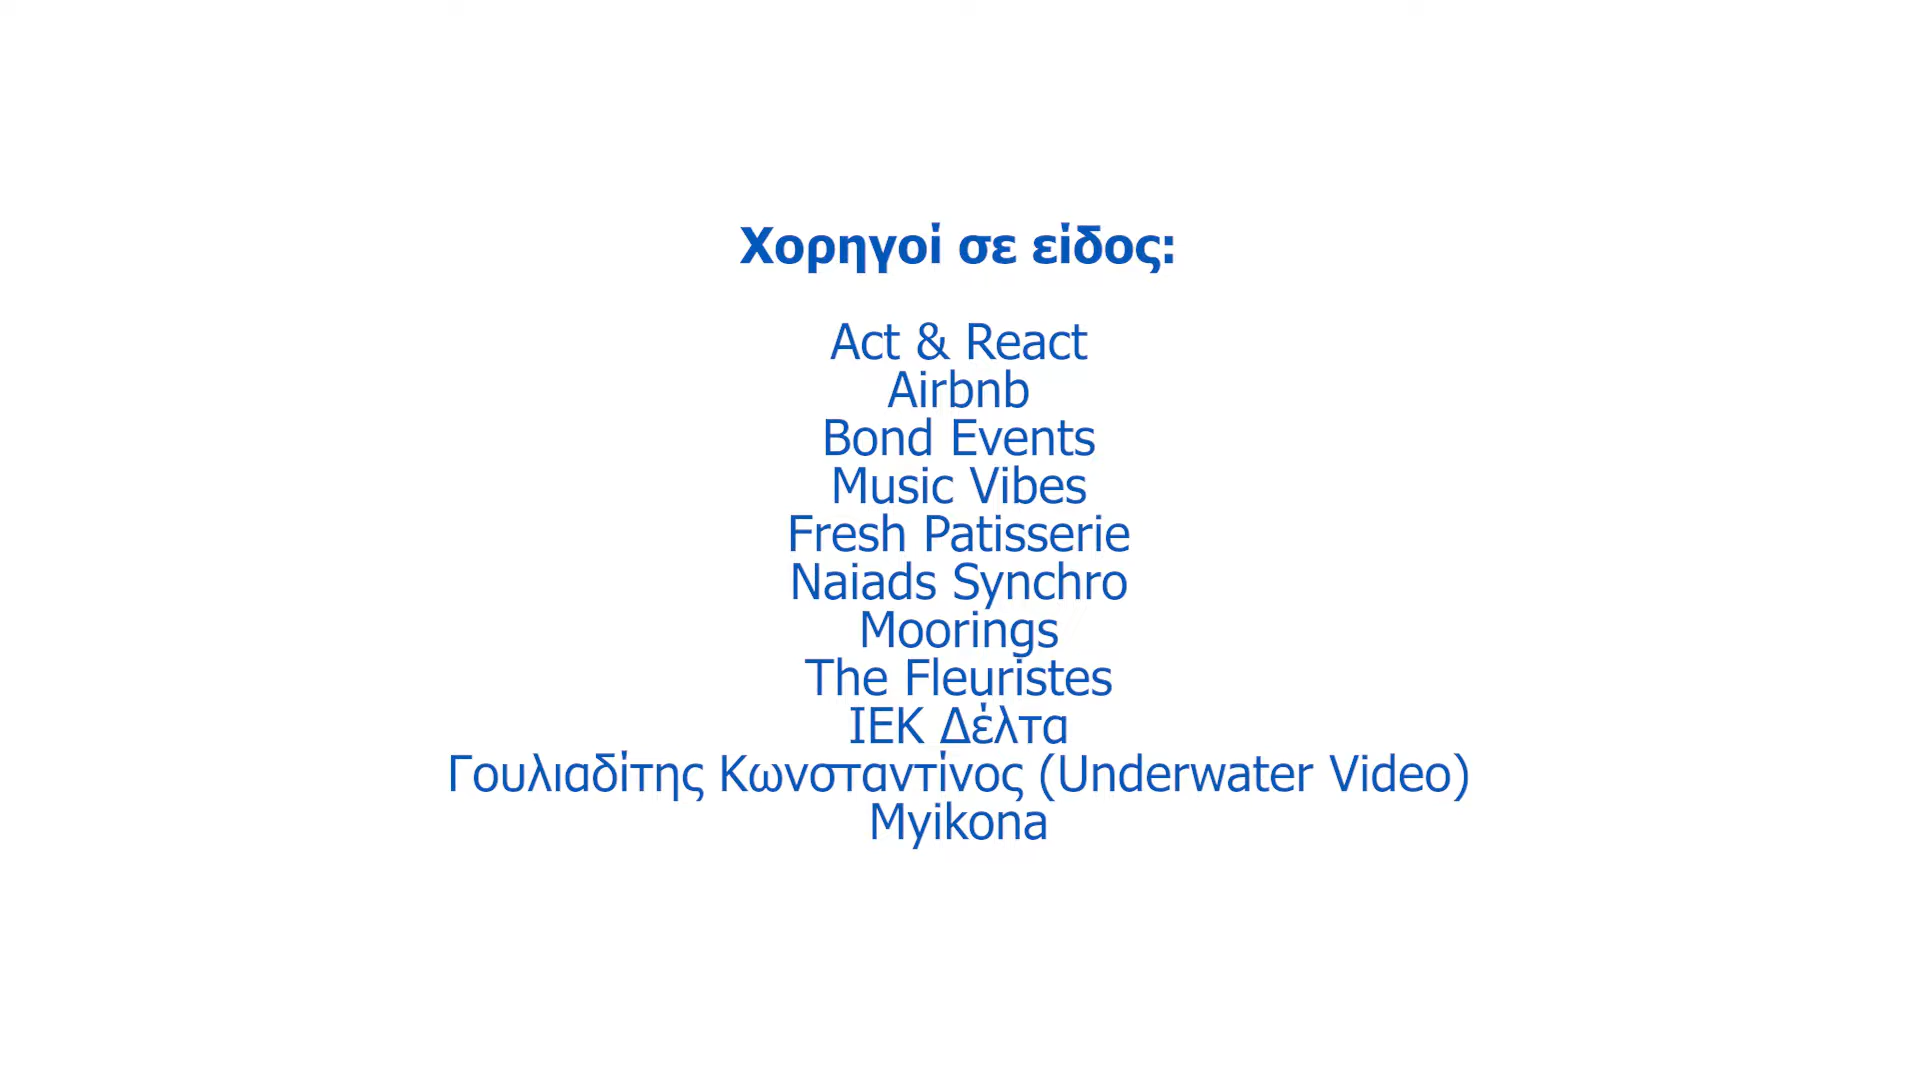 Χορηγοί σε είδος:
Act & React
Airbnb
Bond Events
Music Vibes
Fresh Patisserie
Naiads Synchro
Moorings
The Fleuristes
ΙΕΚ Δέλτα
Γουλιαδίτης Κωνσταντίνος (Underwater Video)
Myikona